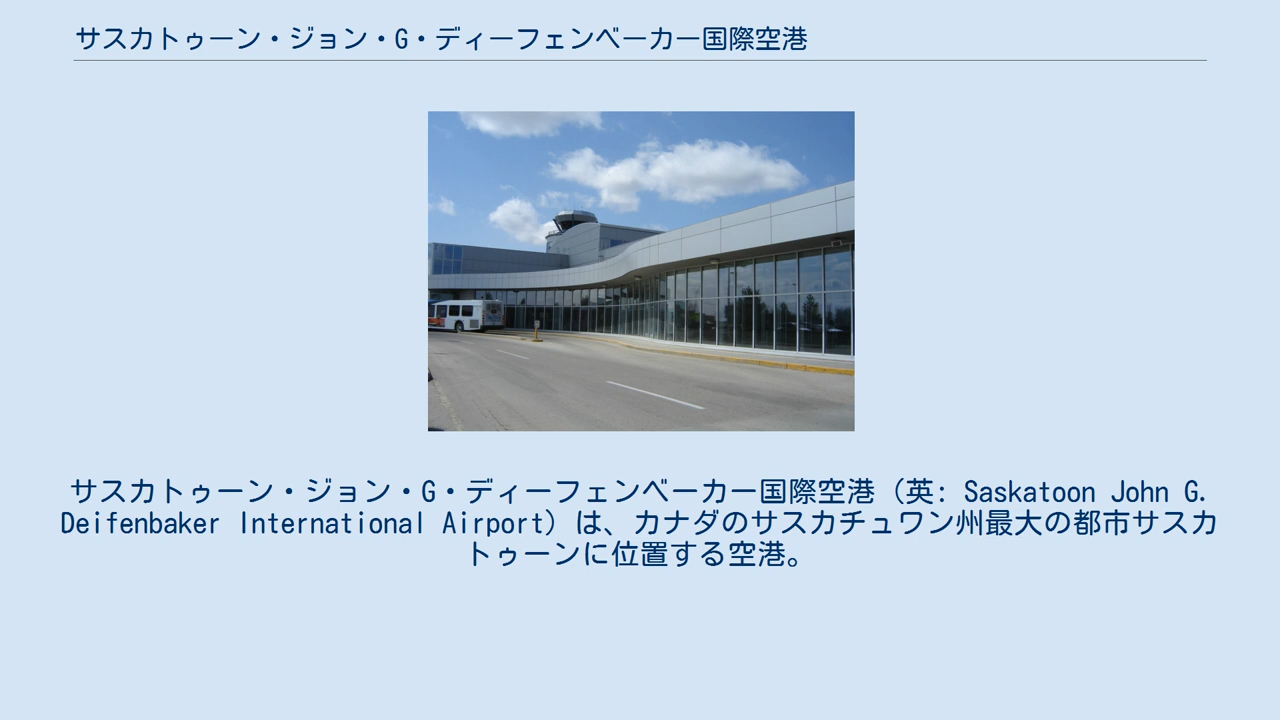 サスカトゥーン・ジョン・G・ディーフェンベーカー国際空港
サスカトゥーン・ジョン・G・ディーフェンベーカー国際空港（英: Saskatoon John G.
Deifenbaker International Airport）は、カナダのサスカチュワン州最大の都市サスカ
トゥーンに位置する空港。